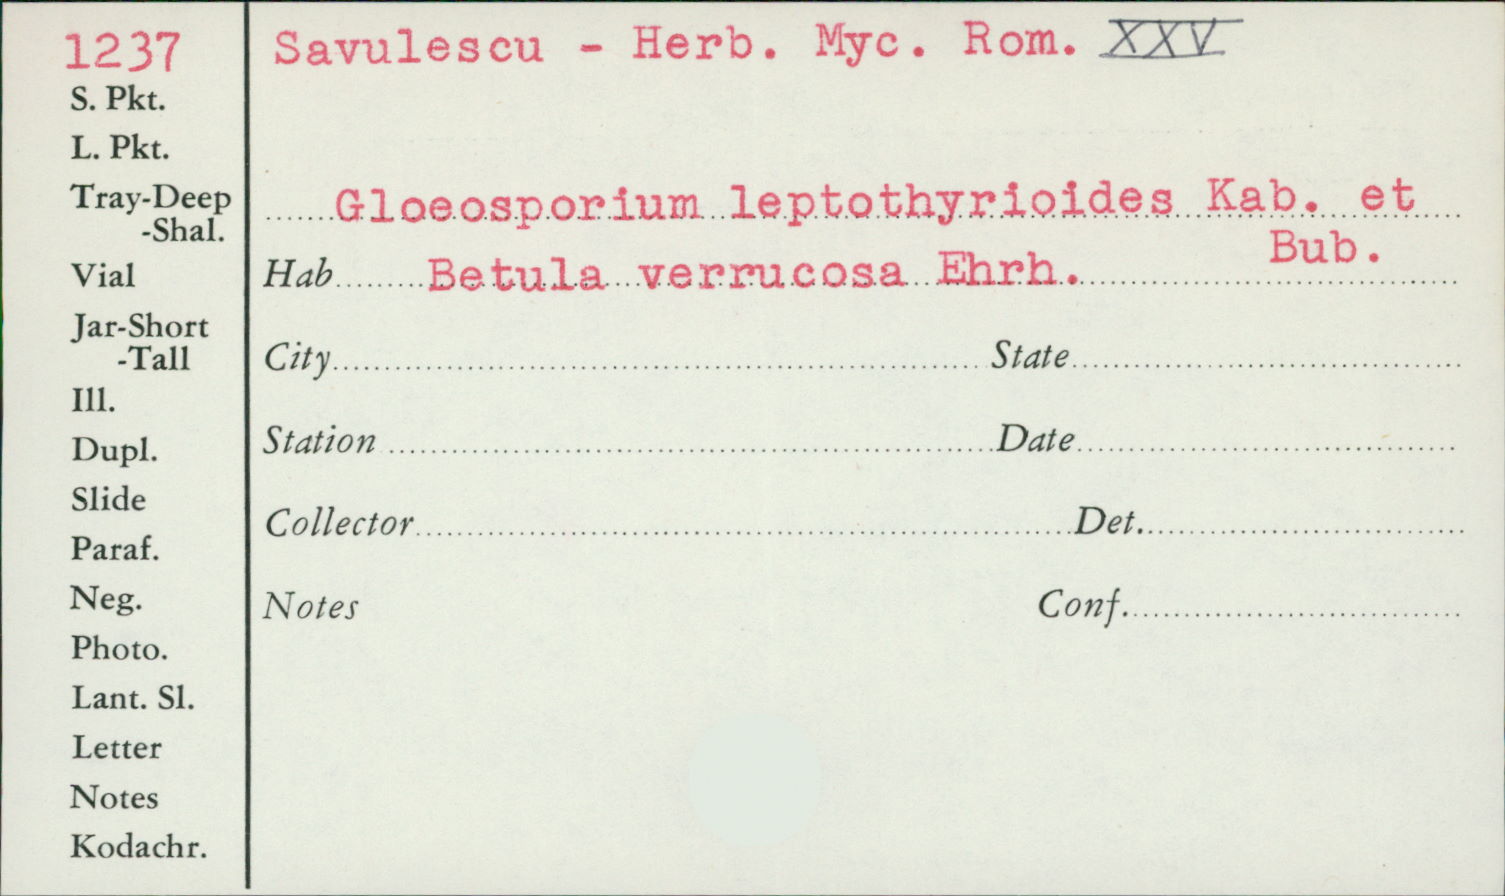 1237
Savulescu - Herb. Myc. Rom. XXV
S. Pkt.
L. Pkt.
Tray-Deep
-Shal.
Vial
Jar-Short
-Tall
Ill.
Dupl.
Slide
Paraf.
Neg.
Photo.
Lant. Sl.
Letter
Notes
Kodachr.
Gloeosporium leptothyrioides Kab. et
Bub.
Hab Betula verrucosa Ehrh.
City State
Station Date
Collector Det.
Notes Conf.